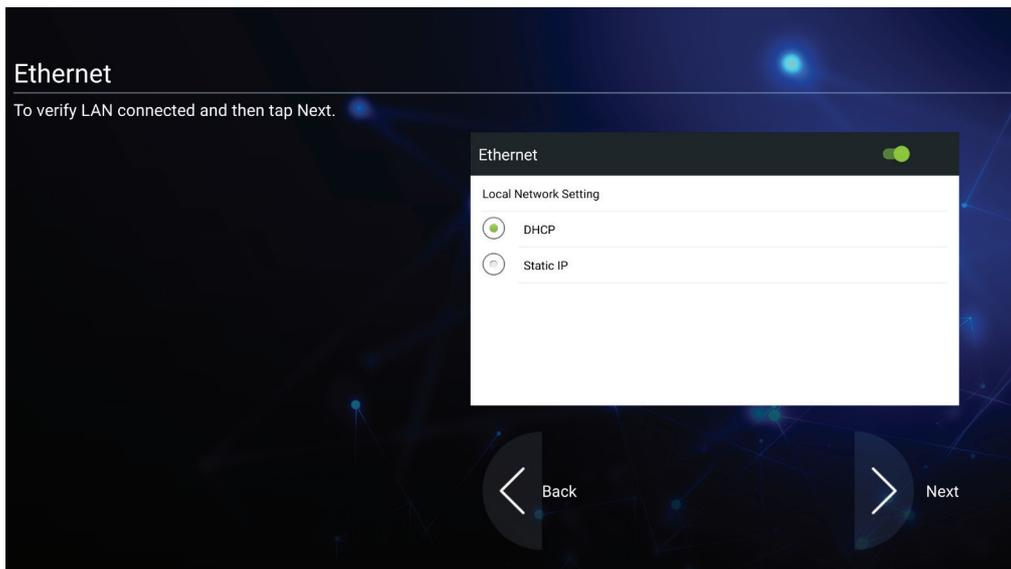 Ethernet
To verify LAN connected and then tap Next.
Ethernet
Local Network Setting
DHCP
Static IP
Back
Next